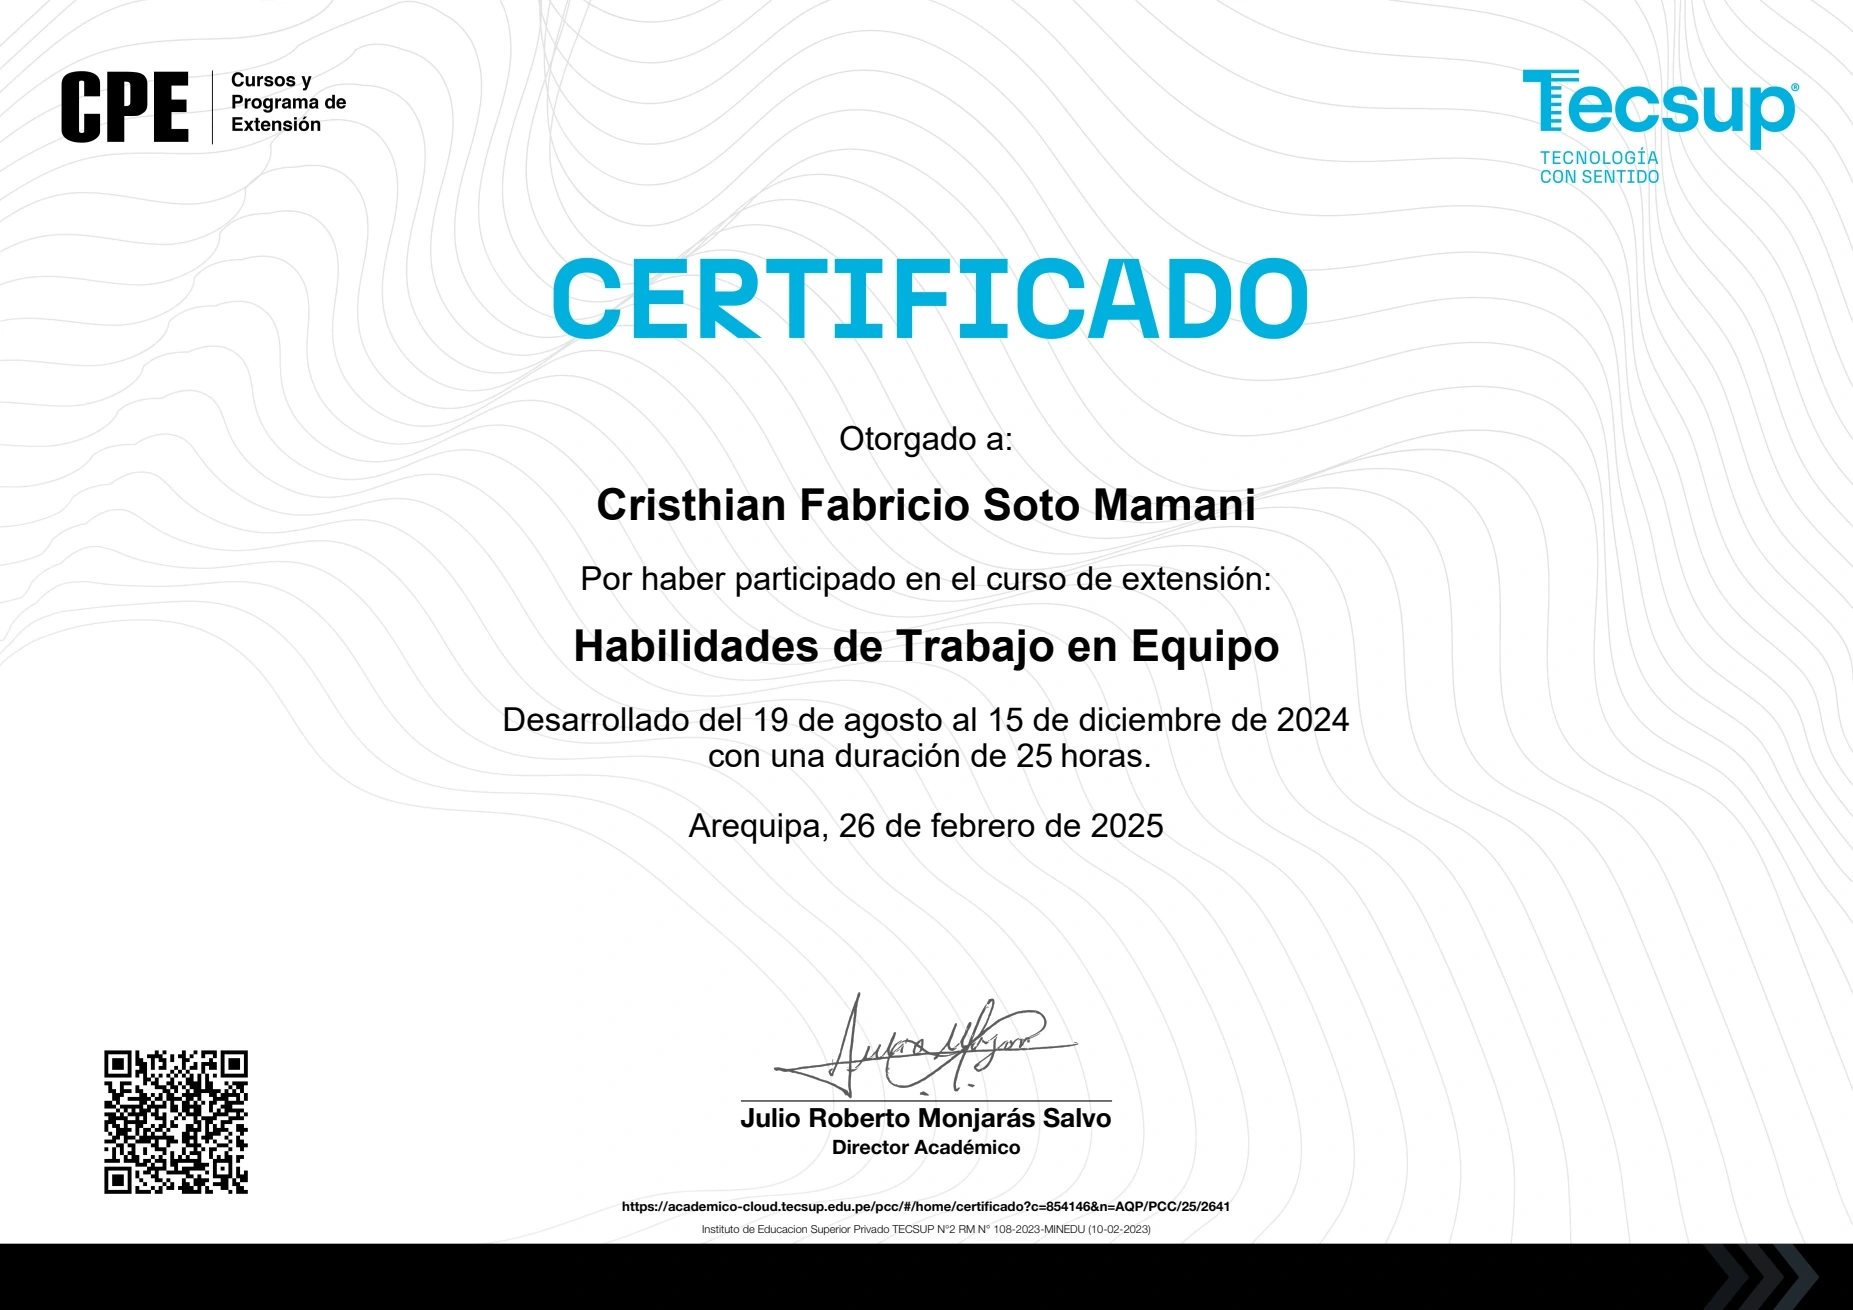 CPE
Cursos y
Programa de
Extensión
Tecsup®
TECNOLOGÍA
CON SENTIDO
CERTIFICADO
Otorgado a:
Cristhian Fabricio Soto Mamani
Por haber participado en el curso de extensión:
Habilidades de Trabajo en Equipo
Desarrollado del 19 de agosto al 15 de diciembre de 2024
con una duración de 25 horas.
Arequipa, 26 de febrero de 2025
Julio Roberto Monjarás Salvo
Director Académico
https://academico-cloud.tecsup.edu.pe/pcc/#/home/certificado?c=854146&n=AQP/PCC/25/2641
Instituto de Educacion Superior Privado TECSUP N°2 RM N° 108-2023-MINEDU (10-02-2023)